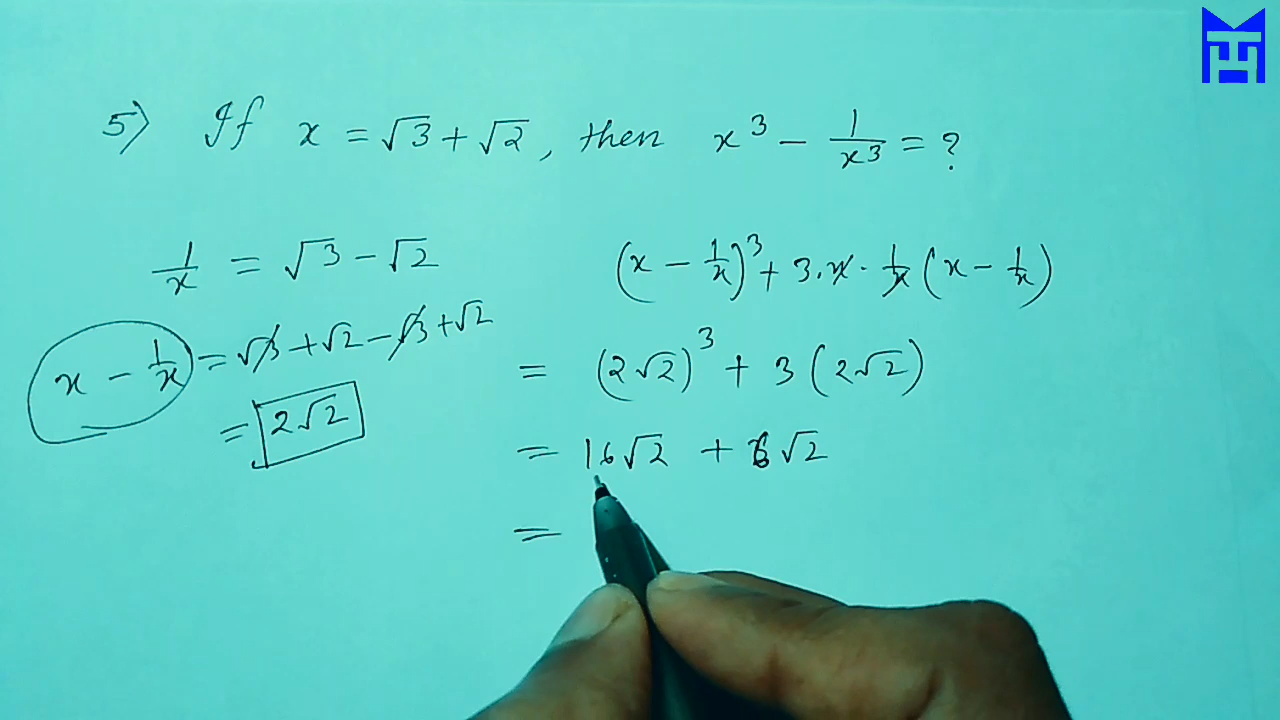 5) If x = √3 + √2, then x³ − 1/x³ = ?
1/x = √3 − √2
x − 1/x = √3 + √2 − √3 + √2
= 2√2
(x − 1/x)³ + 3.x · 1/x (x − 1/x)
= (2√2)³ + 3 (2√2)
= 16√2 + 6√2
=